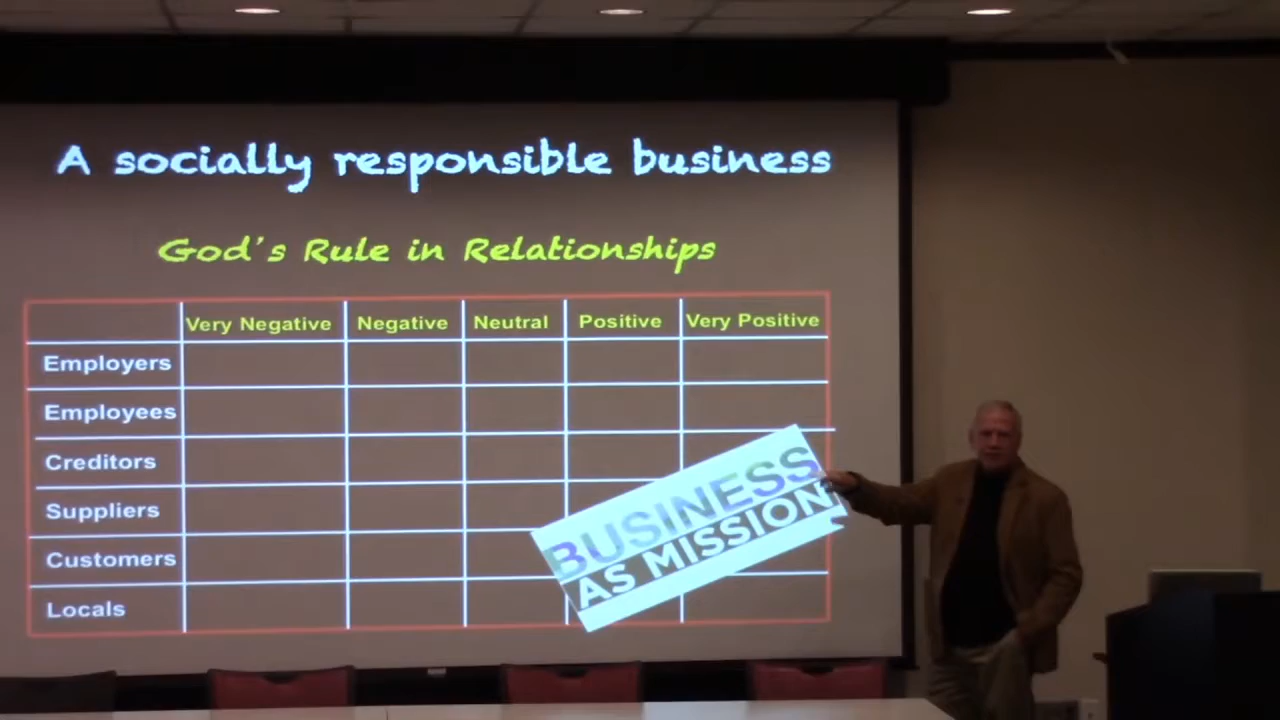 A socially responsible business
God's Rule in Relationships
Very Negative Negative Neutral Positive Very Positive
Employers
Employees
Creditors
Suppliers
Customers
Locals
BUSINESS
AS MISSION